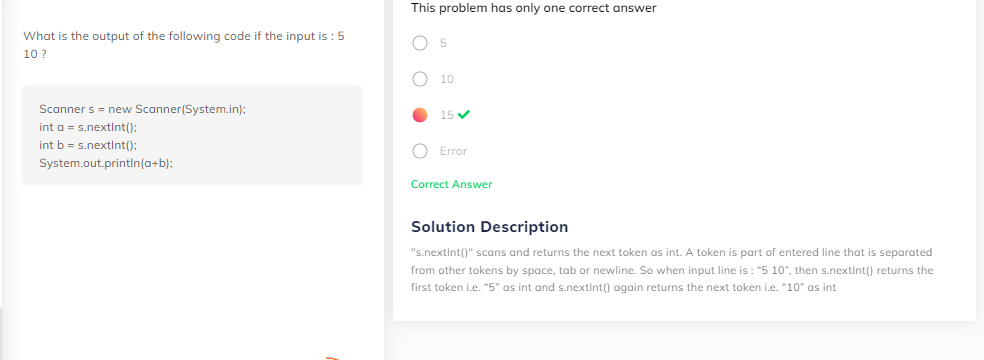 What is the output of the following code if the input is : 5
10 ?
Scanner s = new Scanner(System.in);
int a = s.nextInt();
int b = s.nextInt();
System.out.println(a+b);
This problem has only one correct answer
5
10
15
Error
Correct Answer
Solution Description
"s.nextInt()" scans and returns the next token as int. A token is part of entered line that is separated
from other tokens by space, tab or newline. So when input line is : “5 10”, then s.nextInt() returns the
first token i.e. “5” as int and s.nextInt() again returns the next token i.e. “10” as int